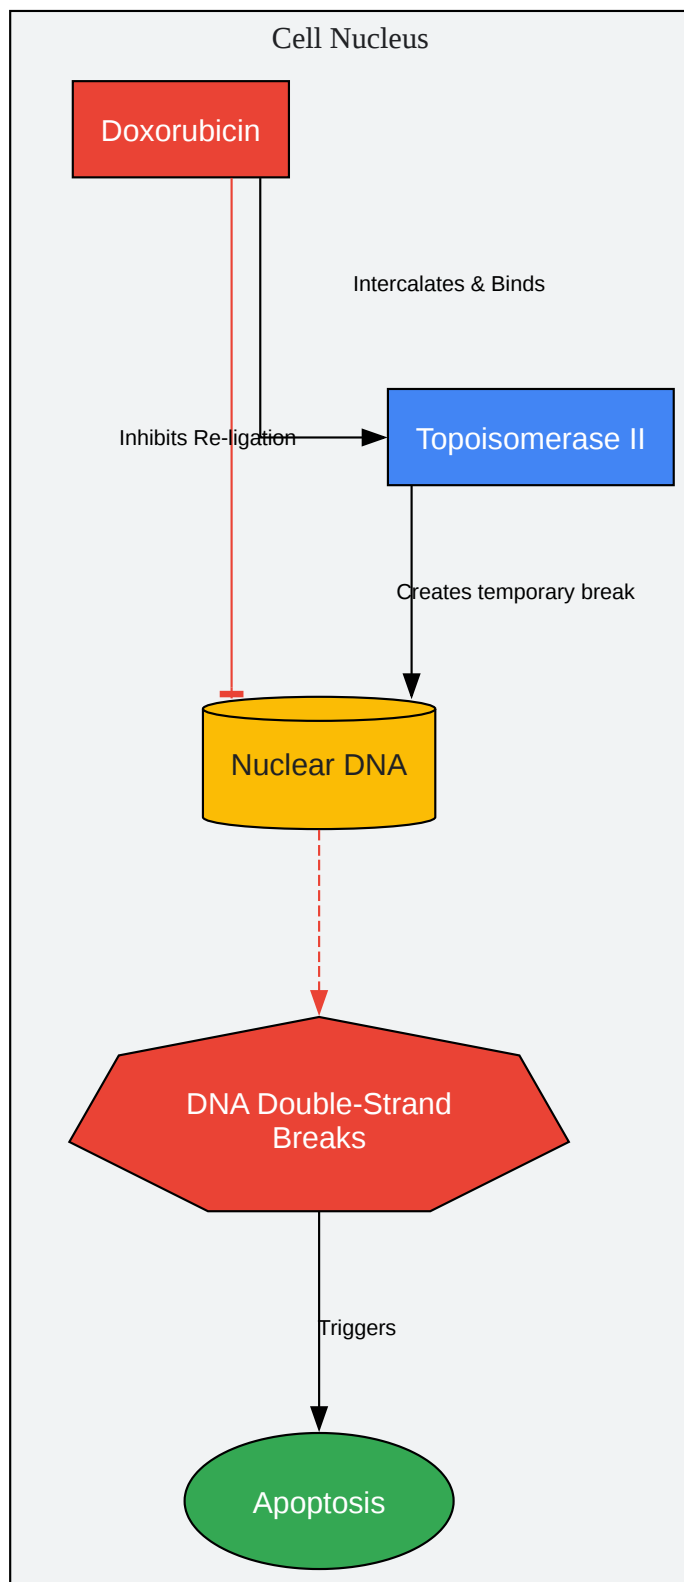 Cell Nucleus
Doxorubicin
Intercalates & Binds
Inhibits Re-ligation
Topoisomerase II
Creates temporary break
Nuclear DNA
DNA Double-Strand
Breaks
Triggers
Apoptosis